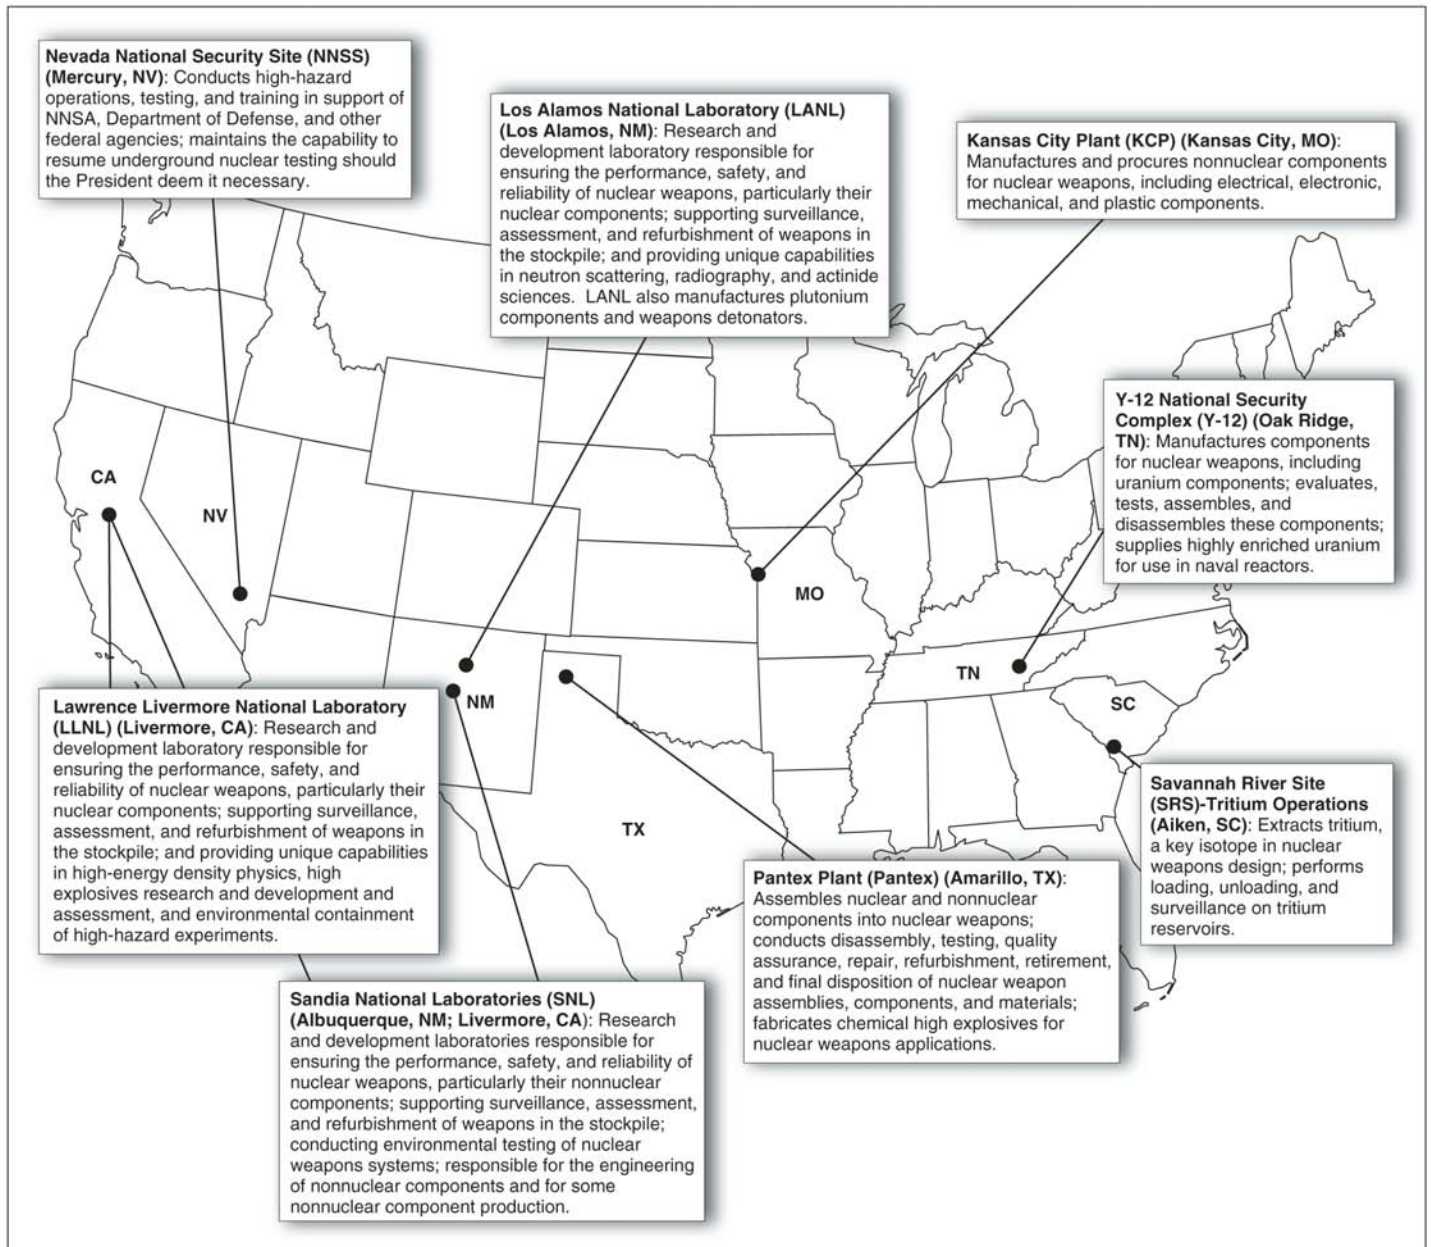 Nevada National Security Site (NNSS)
(Mercury, NV): Conducts high-hazard
operations, testing, and training in support of
NNSA, Department of Defense, and other
federal agencies; maintains the capability to
resume underground nuclear testing should
the President deem it necessary.
Los Alamos National Laboratory (LANL)
(Los Alamos, NM): Research and
development laboratory responsible for
ensuring the performance, safety, and
reliability of nuclear weapons, particularly their
nuclear components; supporting surveillance,
assessment, and refurbishment of weapons in
the stockpile; and providing unique capabilities
in neutron scattering, radiography, and actinide
sciences. LANL also manufactures plutonium
components and weapons detonators.
Kansas City Plant (KCP) (Kansas City, MO):
Manufactures and procures nonnuclear components
for nuclear weapons, including electrical, electronic,
mechanical, and plastic components.
Y-12 National Security
Complex (Y-12) (Oak Ridge,
TN): Manufactures components
for nuclear weapons, including
uranium components; evaluates,
tests, assembles, and
disassembles these components;
supplies highly enriched uranium
for use in naval reactors.
CA
NV
MO
TN
NM
SC
TX
Lawrence Livermore National Laboratory
(LLNL) (Livermore, CA): Research and
development laboratory responsible for
ensuring the performance, safety, and
reliability of nuclear weapons, particularly their
nuclear components; supporting surveillance,
assessment, and refurbishment of weapons in
the stockpile; and providing unique capabilities
in high-energy density physics, high
explosives research and development and
assessment, and environmental containment
of high-hazard experiments.
Savannah River Site
(SRS)-Tritium Operations
(Aiken, SC): Extracts tritium,
a key isotope in nuclear
weapons design; performs
loading, unloading, and
surveillance on tritium
reservoirs.
Pantex Plant (Pantex) (Amarillo, TX):
Assembles nuclear and nonnuclear
components into nuclear weapons;
conducts disassembly, testing, quality
assurance, repair, refurbishment, retirement,
and final disposition of nuclear weapon
assemblies, components, and materials;
fabricates chemical high explosives for
nuclear weapons applications.
Sandia National Laboratories (SNL)
(Albuquerque, NM; Livermore, CA): Research
and development laboratories responsible for
ensuring the performance, safety, and reliability of
nuclear weapons, particularly their nonnuclear
components; supporting surveillance, assessment,
and refurbishment of weapons in the stockpile;
conducting environmental testing of nuclear
weapons systems; responsible for the engineering
of nonnuclear components and for some
nonnuclear component production.